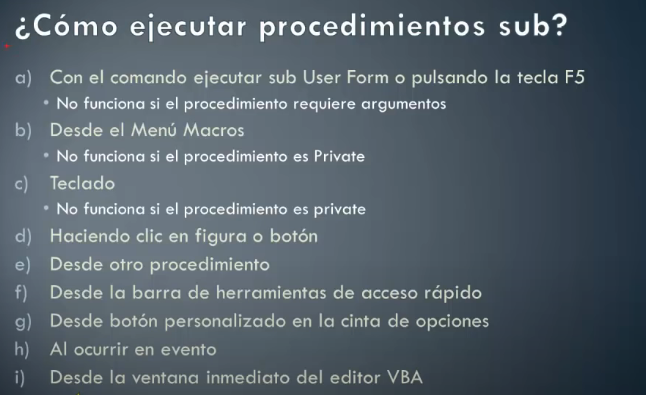 ¿Cómo ejecutar procedimientos sub?
a) Con el comando ejecutar sub User Form o pulsando la tecla F5
• No funciona si el procedimiento requiere argumentos
b) Desde el Menú Macros
• No funciona si el procedimiento es Private
c) Teclado
• No funciona si el procedimiento es private
d) Haciendo clic en figura o botón
e) Desde otro procedimiento
f) Desde la barra de herramientas de acceso rápido
g) Desde botón personalizado en la cinta de opciones
h) Al ocurrir en evento
i) Desde la ventana inmediato del editor VBA